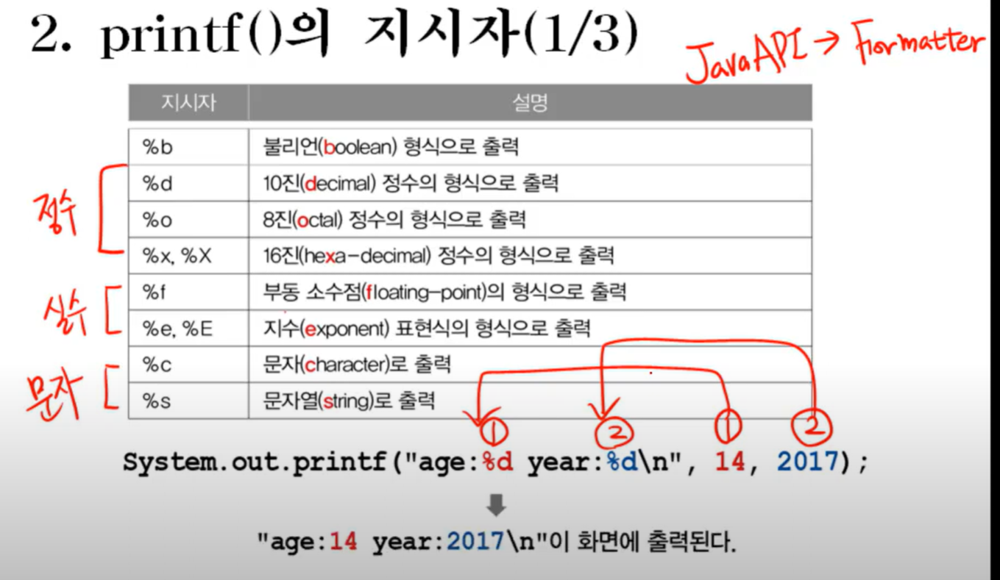 2. printf()의 지시자(1/3)
JavaAPI → Formatter
지시자 설명
%b 불리언(boolean) 형식으로 출력
%d 10진(decimal) 정수의 형식으로 출력
정수
%o 8진(octal) 정수의 형식으로 출력
%x, %X 16진(hexa-decimal) 정수의 형식으로 출력
%f 부동 소수점(floating-point)의 형식으로 출력
실수
%e, %E 지수(exponent) 표현식의 형식으로 출력
%c 문자(character)로 출력
문자
%s 문자열(string)로 출력
① ② ① ②
System.out.printf("age:%d year:%d\n", 14, 2017);
"age:14 year:2017\n"이 화면에 출력된다.